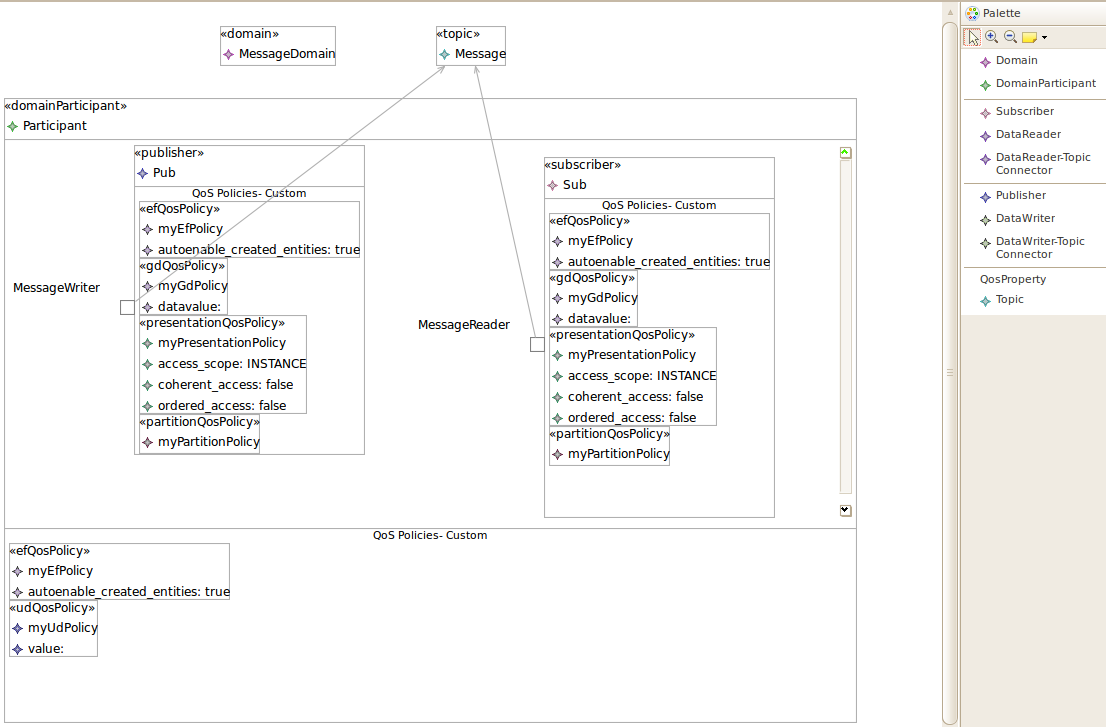 «domain»
MessageDomain
«topic»
Message
«domainParticipant»
Participant
«publisher»
Pub
QoS Policies- Custom
«efQosPolicy»
myEfPolicy
autoenable_created_entities: true
«gdQosPolicy»
myGdPolicy
datavalue:
«presentationQosPolicy»
myPresentationPolicy
access_scope: INSTANCE
coherent_access: false
ordered_access: false
«partitionQosPolicy»
myPartitionPolicy
MessageWriter
«subscriber»
Sub
QoS Policies- Custom
«efQosPolicy»
myEfPolicy
autoenable_created_entities: true
«gdQosPolicy»
myGdPolicy
datavalue:
«presentationQosPolicy»
myPresentationPolicy
access_scope: INSTANCE
coherent_access: false
ordered_access: false
«partitionQosPolicy»
myPartitionPolicy
MessageReader
QoS Policies- Custom
«efQosPolicy»
myEfPolicy
autoenable_created_entities: true
«udQosPolicy»
myUdPolicy
value:
Palette
Domain
DomainParticipant
Subscriber
DataReader
DataReader-Topic
Connector
Publisher
DataWriter
DataWriter-Topic
Connector
QosProperty
Topic